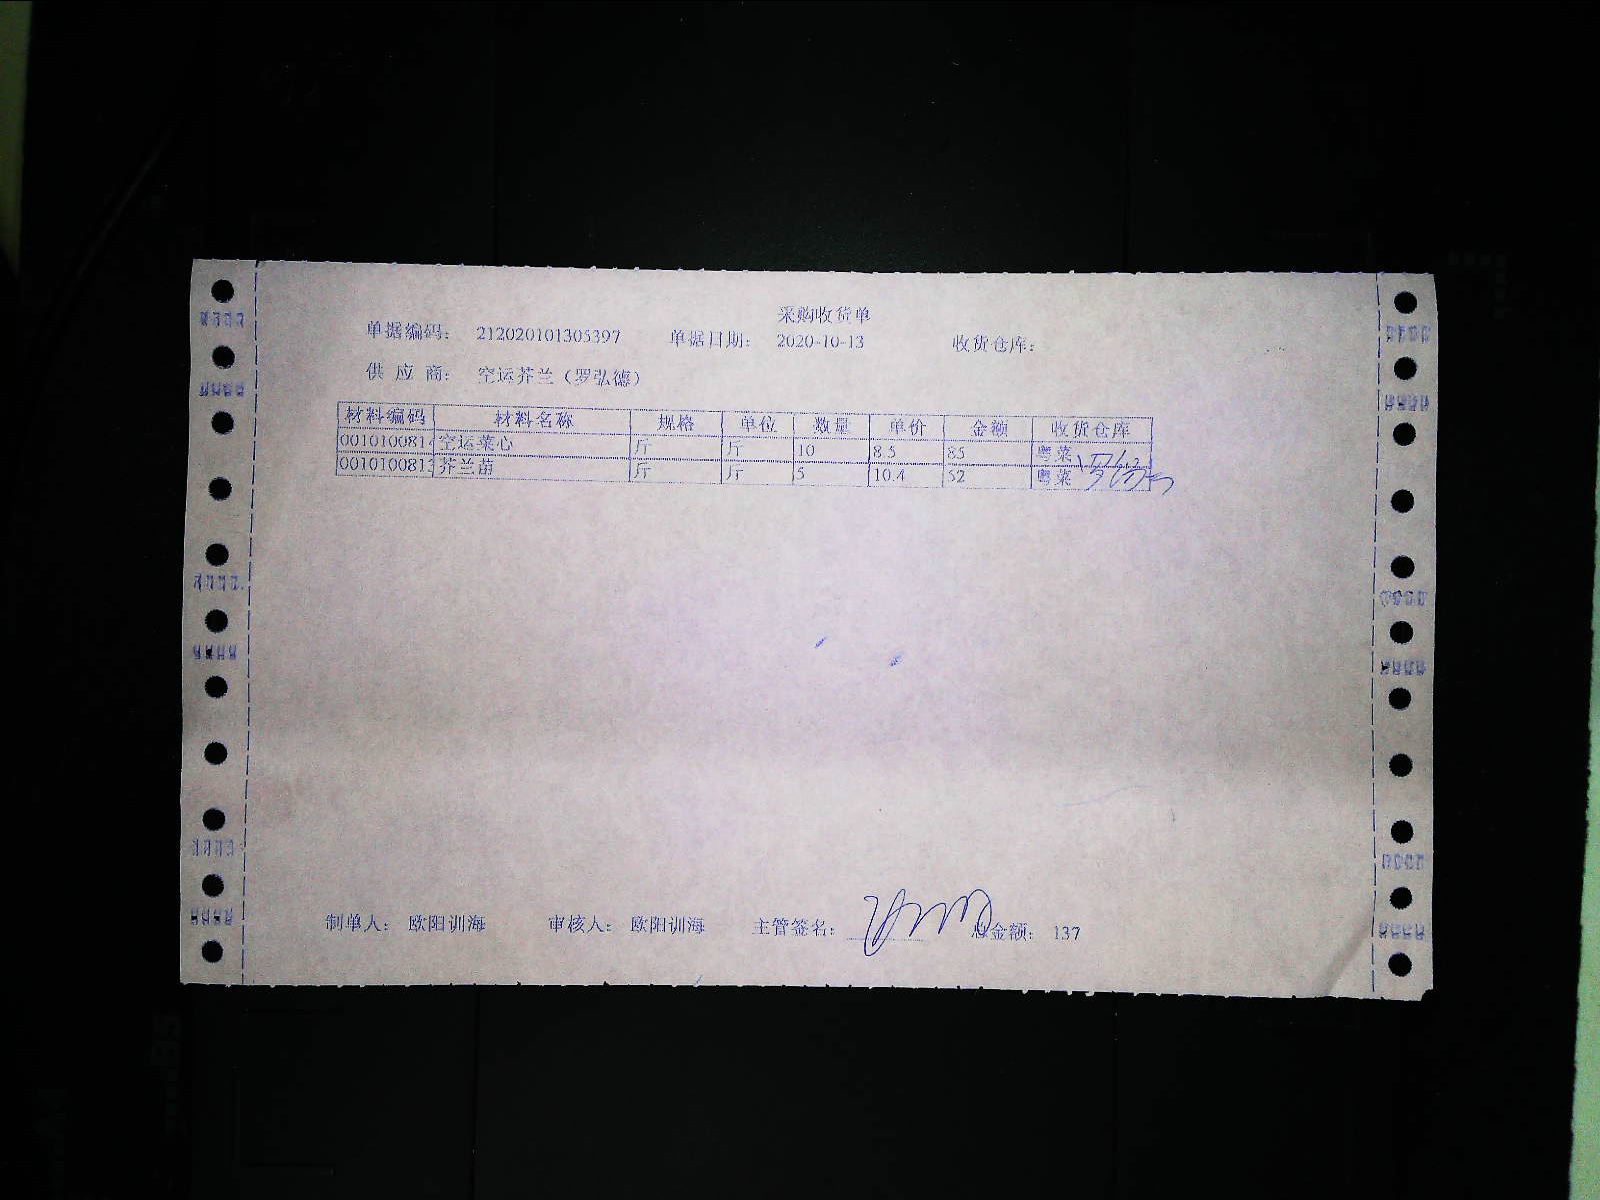 采购收货单
单据编码： 212020101305397 单据日期： 2020-10-13 收货仓库：
供 应 商： 空运芥兰（罗弘德）
材料编码 材料名称 规格 单位 数量 单价 金额 收货仓库
0010100814 空运菜心 斤 斤 10 8.5 85 粤菜
0010100813 芥兰苗 斤 斤 5 10.4 52 粤菜
制单人： 欧阳训海 审核人： 欧阳训海 主管签名： 总金额： 137